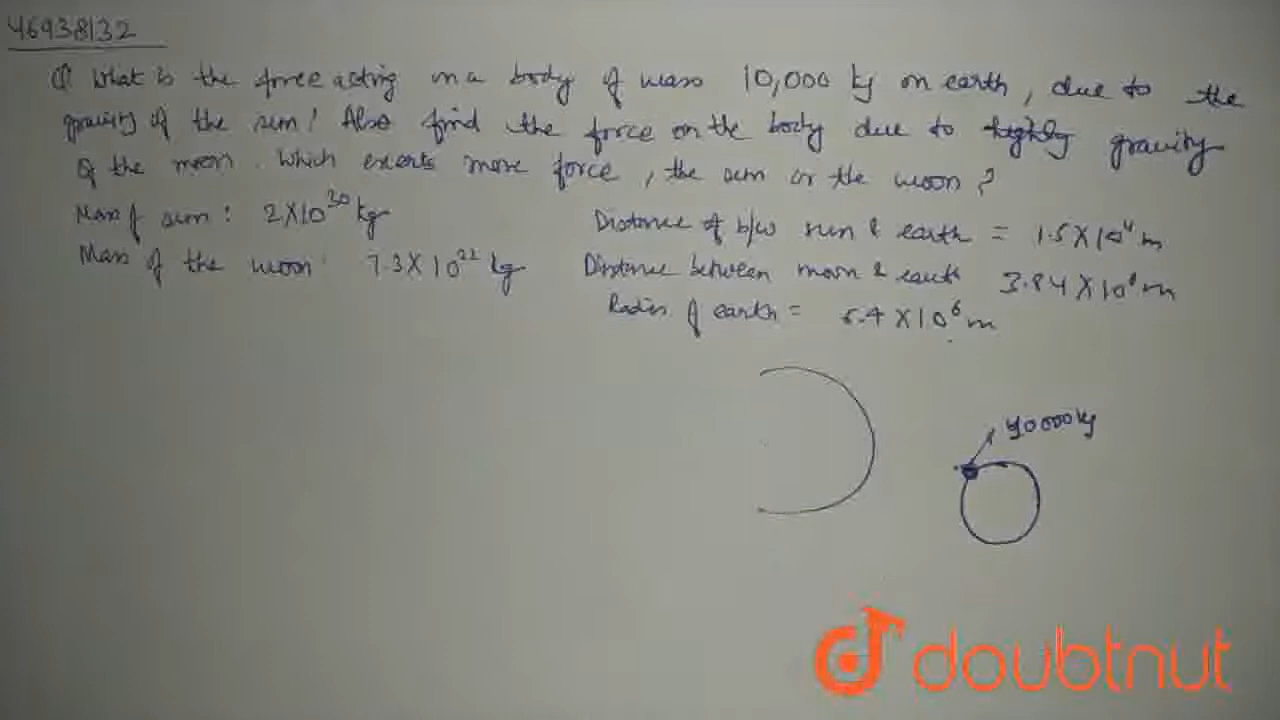 46938132
Q What is the force acting on a body of mass 10,000 kg on earth, due to the
gravity of the sun? Also find the force on the body due to gravity
of the moon. Which exerts more force, the sun or the moon?
Mass of sun: 2X10^30 kg
Distance of b/w sun & earth = 1.5X10^11 m
Mass of the moon: 7.3X10^22 kg
Distance between moon & earth 3.84X10^8 m
Radius of earth = 6.4X10^6 m
10000kg
doubtnut